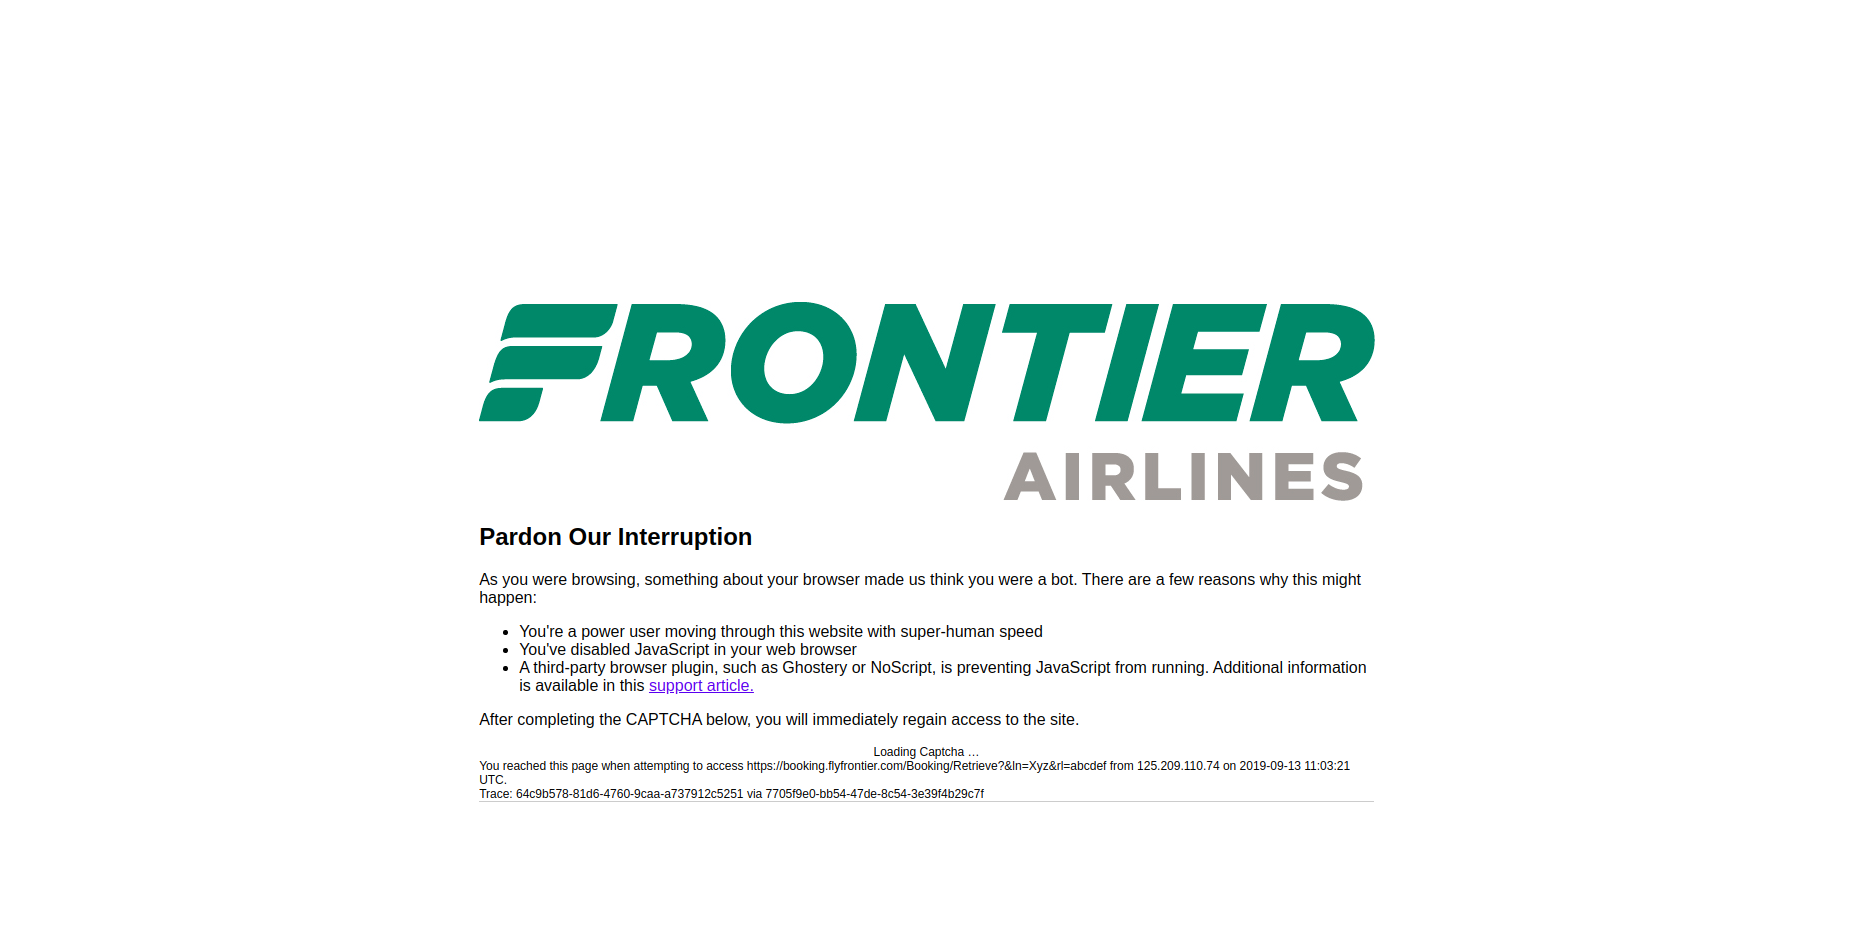 FRONTIER
AIRLINES
Pardon Our Interruption
As you were browsing, something about your browser made us think you were a bot. There are a few reasons why this might
happen:
• You're a power user moving through this website with super-human speed
• You've disabled JavaScript in your web browser
• A third-party browser plugin, such as Ghostery or NoScript, is preventing JavaScript from running. Additional information
is available in this support article.
After completing the CAPTCHA below, you will immediately regain access to the site.
Loading Captcha …
You reached this page when attempting to access https://booking.flyfrontier.com/Booking/Retrieve?&ln=Xyz&rl=abcdef from 125.209.110.74 on 2019-09-13 11:03:21
UTC.
Trace: 64c9b578-81d6-4760-9caa-a737912c5251 via 7705f9e0-bb54-47de-8c54-3e39f4b29c7f